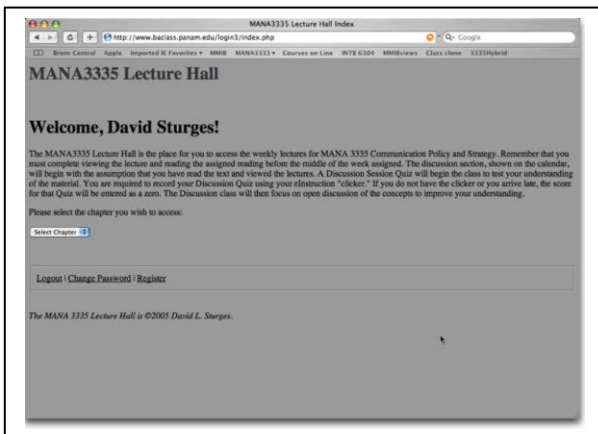 MANA3335 Lecture Hall Index
http://www.baclass.panam.edu/login3/index.php
Google
Bronc Central Apple Imported IE Favorites MMIB MANA3333 Courses on Line INTB 6304 MMIBviews Class clone 3335Hybrid
MANA3335 Lecture Hall
Welcome, David Sturges!
The MANA3335 Lecture Hall is the place for you to access the weekly lectures for MANA 3335 Communication Policy and Strategy. Remember that you
must complete viewing the lecture and reading the assigned reading before the middle of the week assigned. The discussion section, shown on the calendar,
will begin with the assumption that you have read the text and viewed the lectures. A Discussion Session Quiz will begin the class to test your understanding
of the material. You are required to record your Discussion Quiz using your eInstruction "clicker." If you do not have the clicker or you arrive late, the score
for that Quiz will be entered as a zero. The Discussion class will then focus on open discussion of the concepts to improve your understanding.
Please select the chapter you wish to access:
Select Chapter
Logout | Change Password | Register
The MANA 3335 Lecture Hall is ©2005 David L. Sturges.